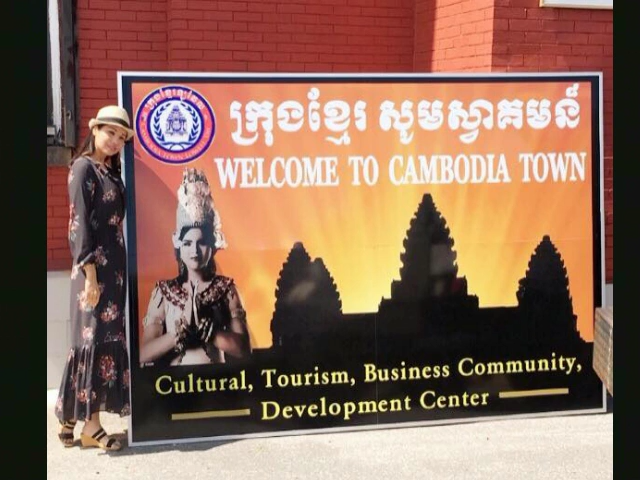 ក្រុងខ្មែរ សូមស្វាគមន៍
WELCOME TO CAMBODIA TOWN
Cultural, Tourism, Business Community,
Development Center